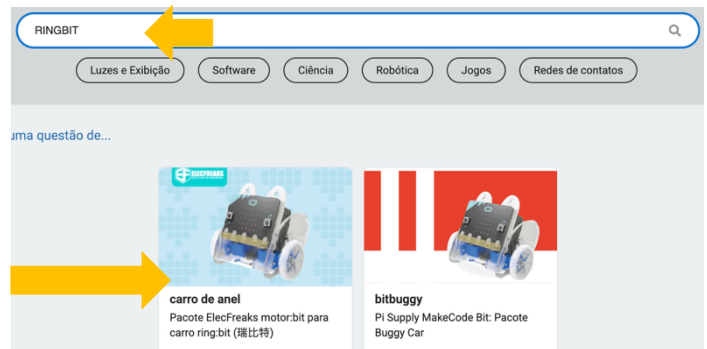 RINGBIT
Luzes e Exibição Software Ciência Robótica Jogos Redes de contatos
uma questão de...
ELECFREAKS
carro de anel
Pacote ElecFreaks motor:bit para
carro ring:bit (瑞比特)
bitbuggy
Pi Supply MakeCode Bit: Pacote
Buggy Car